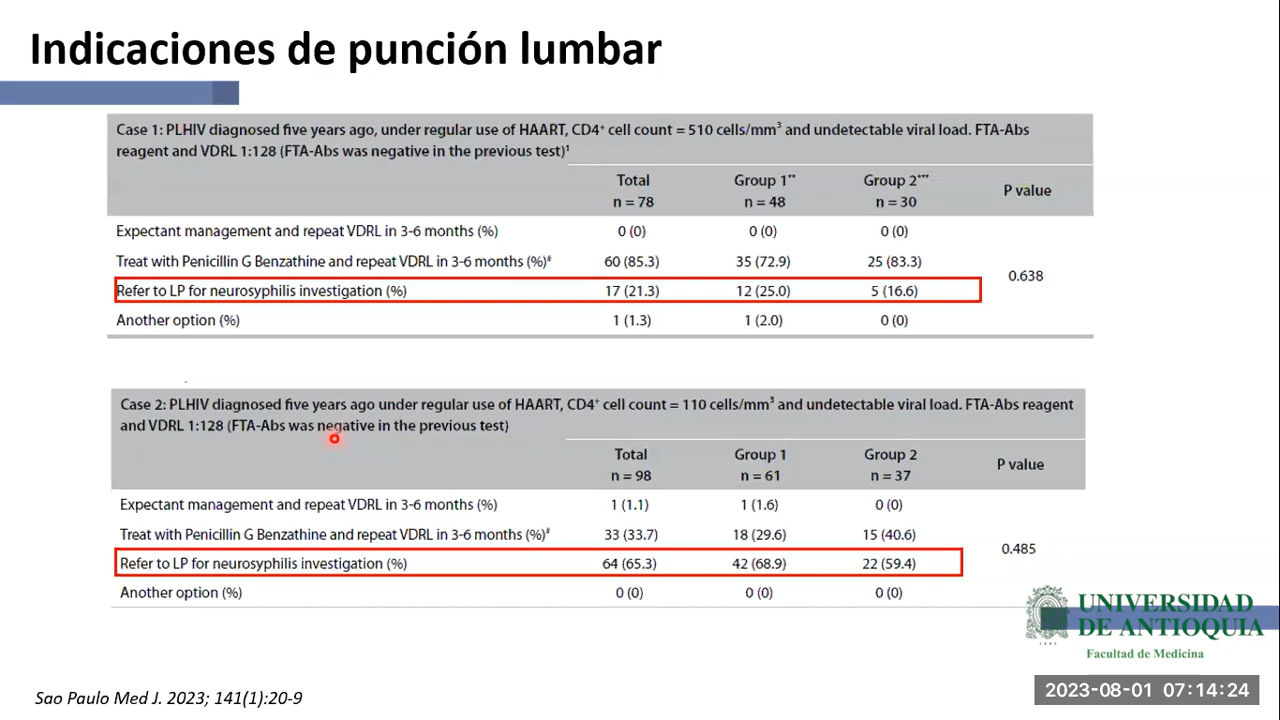 Indicaciones de punción lumbar
Case 1: PLHIV diagnosed five years ago, under regular use of HAART, CD4⁺ cell count = 510 cells/mm³ and undetectable viral load. FTA-Abs
reagent and VDRL 1:128 (FTA-Abs was negative in the previous test)¹
Total Group 1** Group 2*** P value
n = 78 n = 48 n = 30
Expectant management and repeat VDRL in 3-6 months (%) 0 (0) 0 (0) 0 (0)
Treat with Penicillin G Benzathine and repeat VDRL in 3-6 months (%)# 60 (85.3) 35 (72.9) 25 (83.3)
0.638
Refer to LP for neurosyphilis investigation (%) 17 (21.3) 12 (25.0) 5 (16.6)
Another option (%) 1 (1.3) 1 (2.0) 0 (0)
Case 2: PLHIV diagnosed five years ago under regular use of HAART, CD4⁺ cell count = 110 cells/mm³ and undetectable viral load. FTA-Abs reagent
and VDRL 1:128 (FTA-Abs was negative in the previous test)
Total Group 1 Group 2 P value
n = 98 n = 61 n = 37
Expectant management and repeat VDRL in 3-6 months (%) 1 (1.1) 1 (1.6) 0 (0)
Treat with Penicillin G Benzathine and repeat VDRL in 3-6 months (%)# 33 (33.7) 18 (29.6) 15 (40.6)
0.485
Refer to LP for neurosyphilis investigation (%) 64 (65.3) 42 (68.9) 22 (59.4)
Another option (%) 0 (0) 0 (0) 0 (0)
UNIVERSIDAD
DE ANTIOQUIA
Facultad de Medicina
Sao Paulo Med J. 2023; 141(1):20-9
2023-08-01 07:14:24